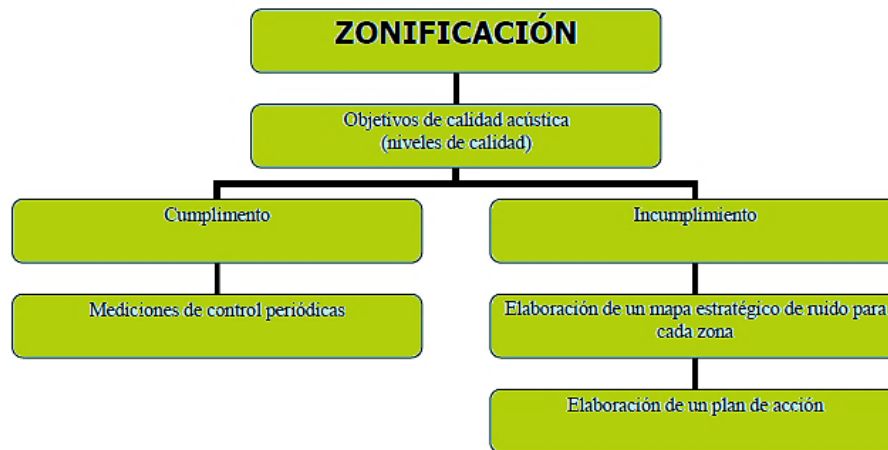 ZONIFICACIÓN
Objetivos de calidad acústica
(niveles de calidad)
Cumplimento
Incumplimiento
Mediciones de control periódicas
Elaboración de un mapa estratégico de ruido para
cada zona
Elaboración de un plan de acción